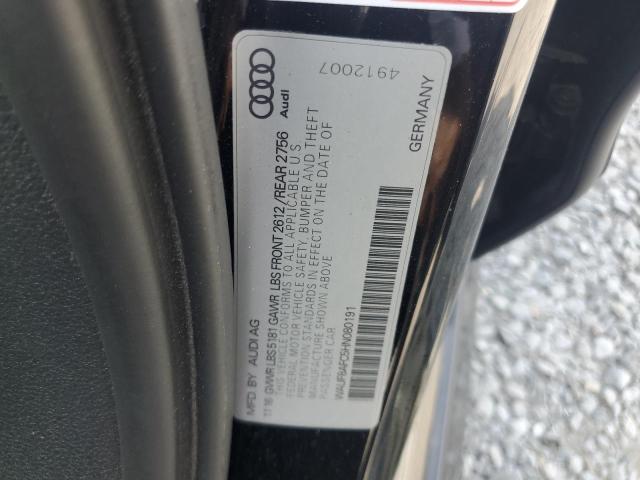 MFD. BY AUDI AG
11 16 GVWR LBS 5181 GAWR LBS FRONT 2612 / REAR 2756
THIS VEHICLE CONFORMS TO ALL APPLICABLE U.S.
FEDERAL MOTOR VEHICLE SAFETY, BUMPER AND THEFT
PREVENTION STANDARDS IN EFFECT ON THE DATE OF
MANUFACTURE SHOWN ABOVE
PASSENGER CAR
WAUF8AFC5HN080191
Audi
4912007
GERMANY